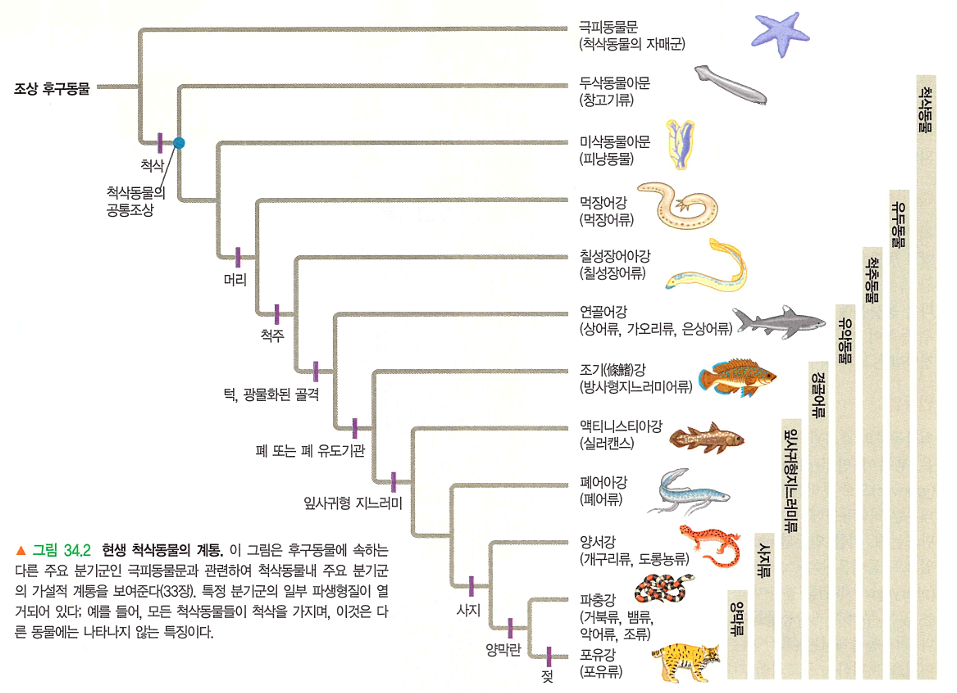 극피동물문
(척삭동물의 자매군)
조상 후구동물
두삭동물아문
(창고기류)
척삭
척삭동물의
공통조상
미삭동물아문
(피낭동물)
먹장어강
(먹장어류)
머리
칠성장어아강
(칠성장어류)
척주
연골어강
(상어류, 가오리류, 은상어류)
턱, 광물화된 골격
조기(條鰭)강
(방사형지느러미어류)
폐 또는 폐 유도기관
액티니스티아강
(실러캔스)
잎사귀형 지느러미
폐어아강
(폐어류)
양서강
(개구리류, 도롱뇽류)
사지
파충강
(거북류, 뱀류,
악어류, 조류)
양막란
포유강
(포유류)
젖
척삭동물
유두동물
척추동물
유악동물
경골어류
잎사귀형지느러미류
사지류
양막류
▲ 그림 34.2 현생 척삭동물의 계통. 이 그림은 후구동물에 속하는
다른 주요 분기군인 극피동물문과 관련하여 척삭동물내 주요 분기군
의 가설적 계통을 보여준다(33장). 특정 분기군의 일부 파생형질이 열
거되어 있다; 예를 들어, 모든 척삭동물들이 척삭을 가지며, 이것은 다
른 동물에는 나타나지 않는 특징이다.